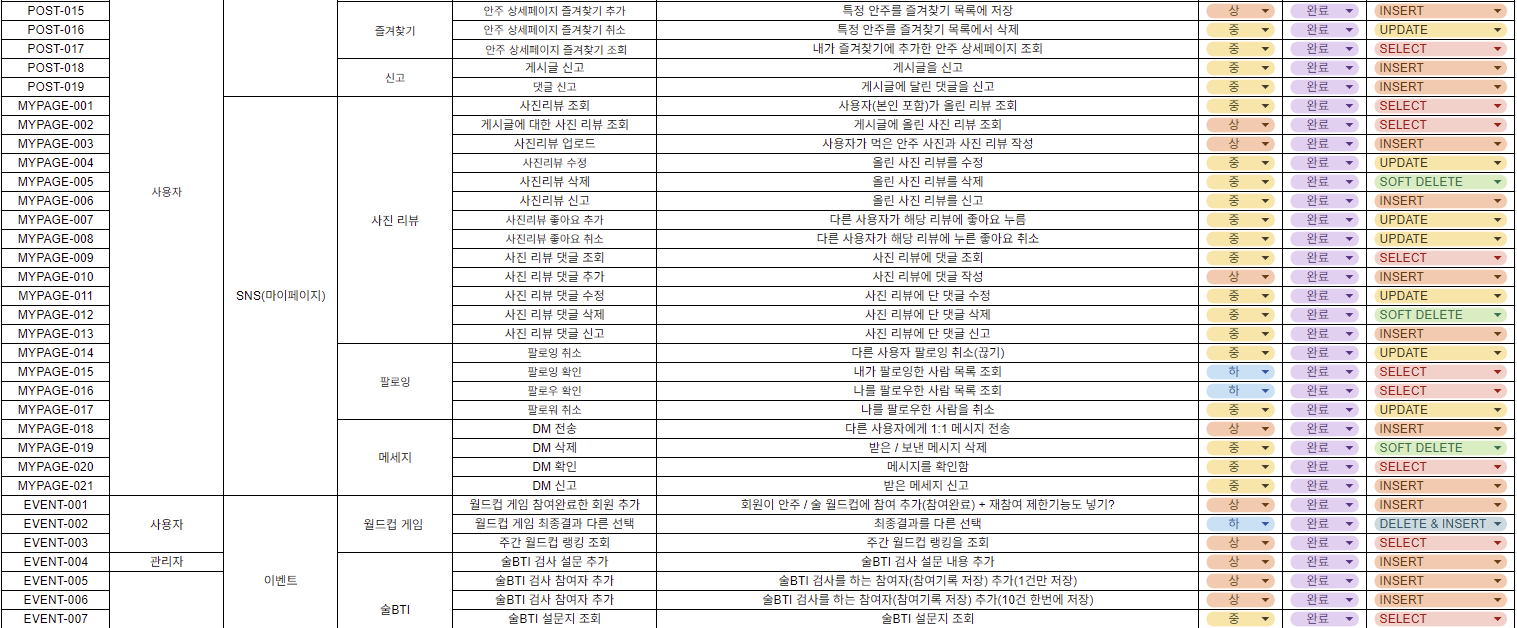 POST-015 안주 상세페이지 즐겨찾기 추가 특정 안주를 즐겨찾기 목록에 저장 상 완료 INSERT
POST-016 즐겨찾기 안주 상세페이지 즐겨찾기 취소 특정 안주를 즐겨찾기 목록에서 삭제 중 완료 UPDATE
POST-017 안주 상세페이지 즐겨찾기 조회 내가 즐겨찾기에 추가한 안주 상세페이지 조회 중 완료 SELECT
POST-018 신고 게시글 신고 게시글을 신고 중 완료 INSERT
POST-019 댓글 신고 게시글에 달린 댓글을 신고 중 완료 INSERT
MYPAGE-001 사진리뷰 조회 사용자(본인 포함)가 올린 리뷰 조회 중 완료 SELECT
MYPAGE-002 게시글에 대한 사진 리뷰 조회 게시글에 올린 사진 리뷰 조회 상 완료 SELECT
MYPAGE-003 사진리뷰 업로드 사용자가 먹은 안주 사진과 사진 리뷰 작성 상 완료 INSERT
MYPAGE-004 사진리뷰 수정 올린 사진 리뷰를 수정 중 완료 UPDATE
MYPAGE-005 사용자 사진리뷰 삭제 올린 사진 리뷰를 삭제 중 완료 SOFT DELETE
MYPAGE-006 사진리뷰 신고 올린 사진 리뷰를 신고 중 완료 INSERT
MYPAGE-007 사진 리뷰 사진리뷰 좋아요 추가 다른 사용자가 해당 리뷰에 좋아요 누름 중 완료 UPDATE
MYPAGE-008 사진리뷰 좋아요 취소 다른 사용자가 해당 리뷰에 누른 좋아요 취소 중 완료 UPDATE
MYPAGE-009 사진 리뷰 댓글 조회 사진 리뷰에 댓글 조회 중 완료 SELECT
MYPAGE-010 사진 리뷰 댓글 추가 사진 리뷰에 댓글 작성 상 완료 INSERT
MYPAGE-011 SNS(마이페이지) 사진 리뷰 댓글 수정 사진 리뷰에 단 댓글 수정 중 완료 UPDATE
MYPAGE-012 사진 리뷰 댓글 삭제 사진 리뷰에 단 댓글 삭제 중 완료 SOFT DELETE
MYPAGE-013 사진 리뷰 댓글 신고 사진 리뷰에 단 댓글 신고 중 완료 INSERT
MYPAGE-014 팔로잉 취소 다른 사용자 팔로잉 취소(끊기) 중 완료 UPDATE
MYPAGE-015 팔로잉 팔로잉 확인 내가 팔로잉한 사람 목록 조회 하 완료 SELECT
MYPAGE-016 팔로우 확인 나를 팔로우한 사람 목록 조회 하 완료 SELECT
MYPAGE-017 팔로워 취소 나를 팔로우한 사람을 취소 중 완료 UPDATE
MYPAGE-018 DM 전송 다른 사용자에게 1:1 메시지 전송 상 완료 INSERT
MYPAGE-019 메세지 DM 삭제 받은 / 보낸 메시지 삭제 중 완료 SOFT DELETE
MYPAGE-020 DM 확인 메시지를 확인함 중 완료 SELECT
MYPAGE-021 DM 신고 받은 메세지 신고 중 완료 INSERT
EVENT-001 월드컵 게임 참여완료한 회원 추가 회원이 안주 / 술 월드컵에 참여 추가(참여완료) + 재참여 제한기능도 넣기? 상 완료 INSERT
EVENT-002 사용자 월드컵 게임 월드컵 게임 최종결과 다른 선택 최종결과를 다른 선택 하 완료 DELETE & INSERT
EVENT-003 주간 월드컵 랭킹 조회 주간 월드컵 랭킹을 조회 상 완료 SELECT
EVENT-004 관리자 술BTI 검사 설문 추가 술BTI 검사 설문 내용 추가 상 완료 INSERT
EVENT-005 이벤트 술BTI 검사 참여자 추가 술BTI 검사를 하는 참여자(참여기록 저장) 추가(1건만 저장) 상 완료 INSERT
EVENT-006 술BTI 술BTI 검사 참여자 추가 술BTI 검사를 하는 참여자(참여기록 저장) 추가(10건 한번에 저장) 상 완료 INSERT
EVENT-007 술BTI 설문지 조회 술BTI 설문지 조회 중 완료 SELECT